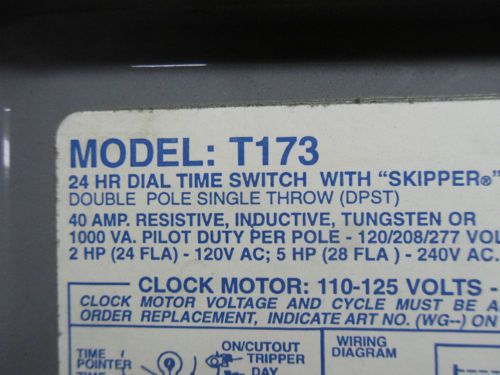 MODEL: T173
24 HR DIAL TIME SWITCH WITH “SKIPPER®”
DOUBLE POLE SINGLE THROW (DPST)
40 AMP. RESISTIVE, INDUCTIVE, TUNGSTEN OR
1000 VA. PILOT DUTY PER POLE - 120/208/277 VOL
2 HP (24 FLA) - 120V AC; 5 HP (28 FLA ) - 240V AC.
CLOCK MOTOR: 110-125 VOLTS -
CLOCK MOTOR VOLTAGE AND CYCLE MUST BE A
ORDER REPLACEMENT, INDICATE ART NO. (WG--) ON
TIME
POINTER
TIME
ON/CUTOUT
TRIPPER
DAY
WIRING
DIAGRAM